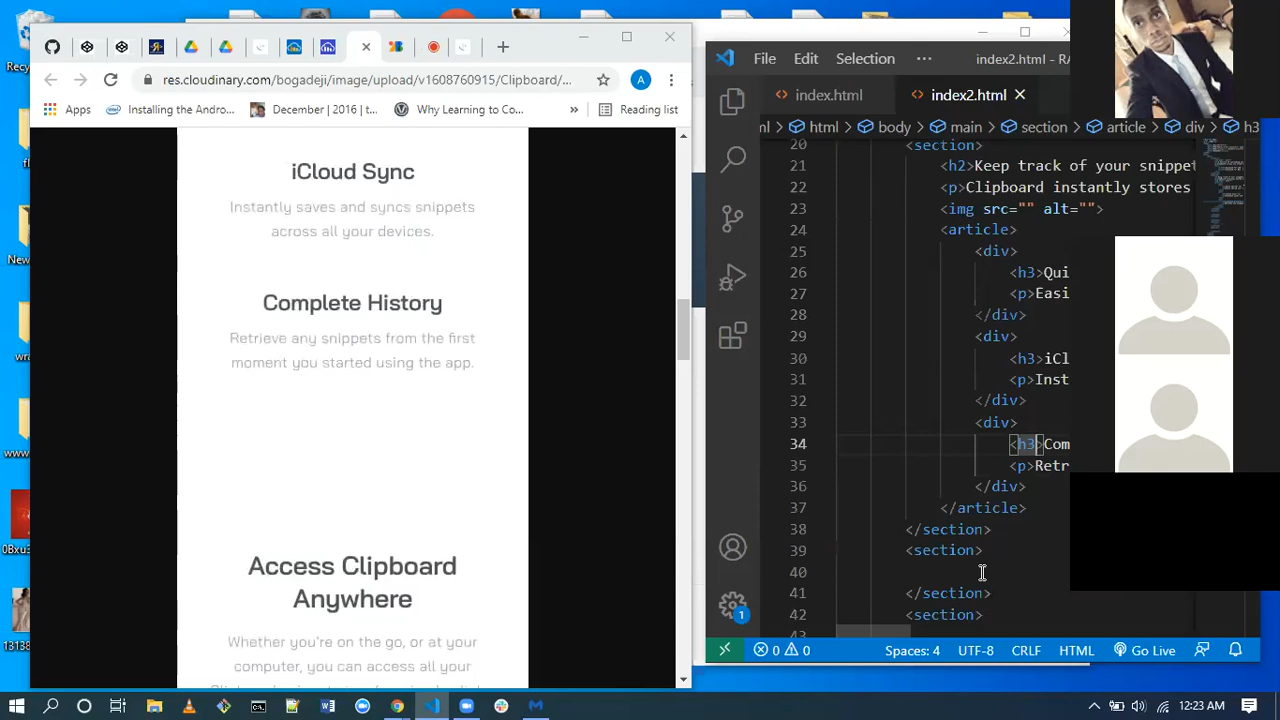 res.cloudinary.com/bogadeji/image/upload/v1608760915/Clipboard/...
A
Apps
Installing the Andro...
December | 2016 | t...
Why Learning to Co...
»
Reading list
iCloud Sync
Instantly saves and syncs snippets
across all your devices.
Complete History
Retrieve any snippets from the first
moment you started using the app.
Access Clipboard
Anywhere
Whether you're on the go, or at your
computer, you can access all your
File
Edit
Selection
···
index2.html - RA
<> index.html
<> index2.html
ml > html > body > main > section > article > div > h3
20 <section>
21 <h2>Keep track of your snippet
22 <p>Clipboard instantly stores
23 <img src="" alt="">
24 <article>
25 <div>
26 <h3>Qui
27 <p>Easi
28 </div>
29 <div>
30 <h3>iCl
31 <p>Inst
32 </div>
33 <div>
34 <h3>Com
35 <p>Retr
36 </div>
37 </article>
38 </section>
39 <section>
40
41 </section>
42 <section>
43
1
0 0
Spaces: 4
UTF-8
CRLF
HTML
Go Live
12:23 AM